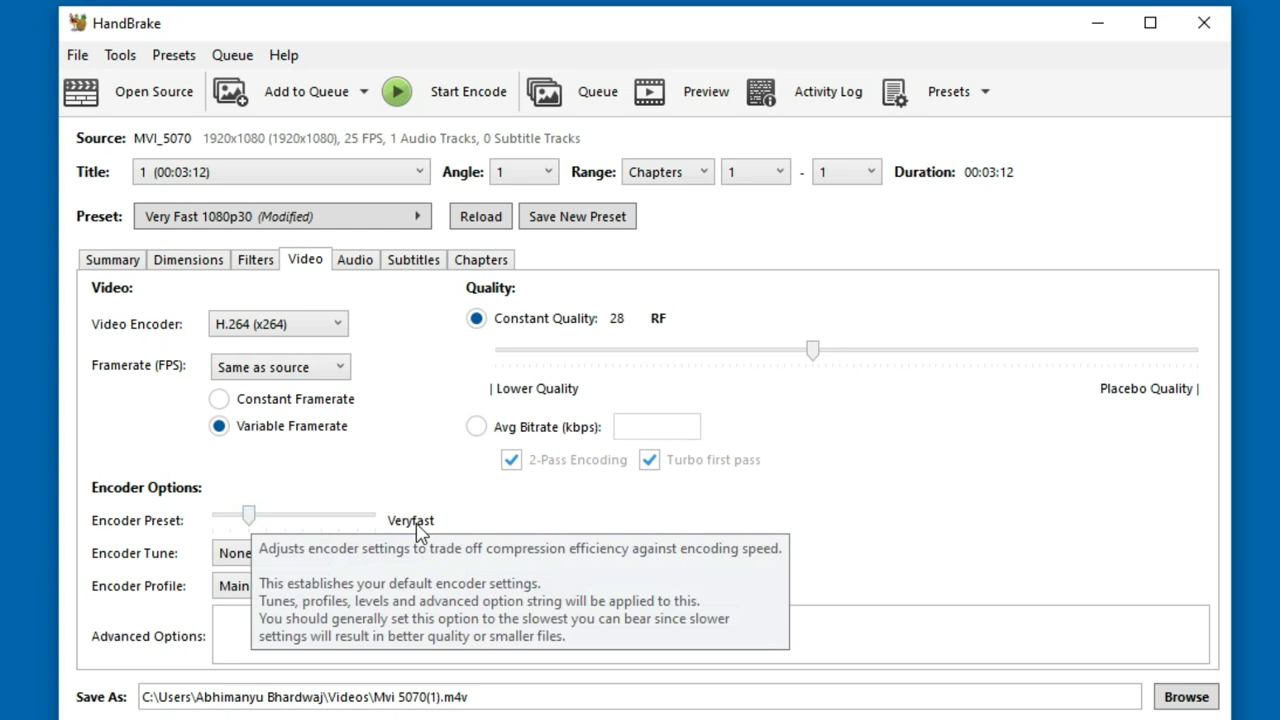 HandBrake
File Tools Presets Queue Help
Open Source Add to Queue Start Encode Queue Preview Activity Log Presets
Source: MVI_5070 1920x1080 (1920x1080), 25 FPS, 1 Audio Tracks, 0 Subtitle Tracks
Title: 1 (00:03:12) Angle: 1 Range: Chapters 1 - 1 Duration: 00:03:12
Preset: Very Fast 1080p30 (Modified) Reload Save New Preset
Summary Dimensions Filters Video Audio Subtitles Chapters
Video: Quality:
Video Encoder: H.264 (x264) Constant Quality: 28 RF
Framerate (FPS): Same as source
| Lower Quality Placebo Quality |
Constant Framerate
Variable Framerate Avg Bitrate (kbps):
2-Pass Encoding Turbo first pass
Encoder Options:
Encoder Preset: Veryfast
Encoder Tune: None
Encoder Profile: Main
Advanced Options:
Adjusts encoder settings to trade off compression efficiency against encoding speed.
This establishes your default encoder settings.
Tunes, profiles, levels and advanced option string will be applied to this.
You should generally set this option to the slowest you can bear since slower
settings will result in better quality or smaller files.
Save As: C:\Users\Abhimanyu Bhardwaj\Videos\Mvi 5070(1).m4v Browse